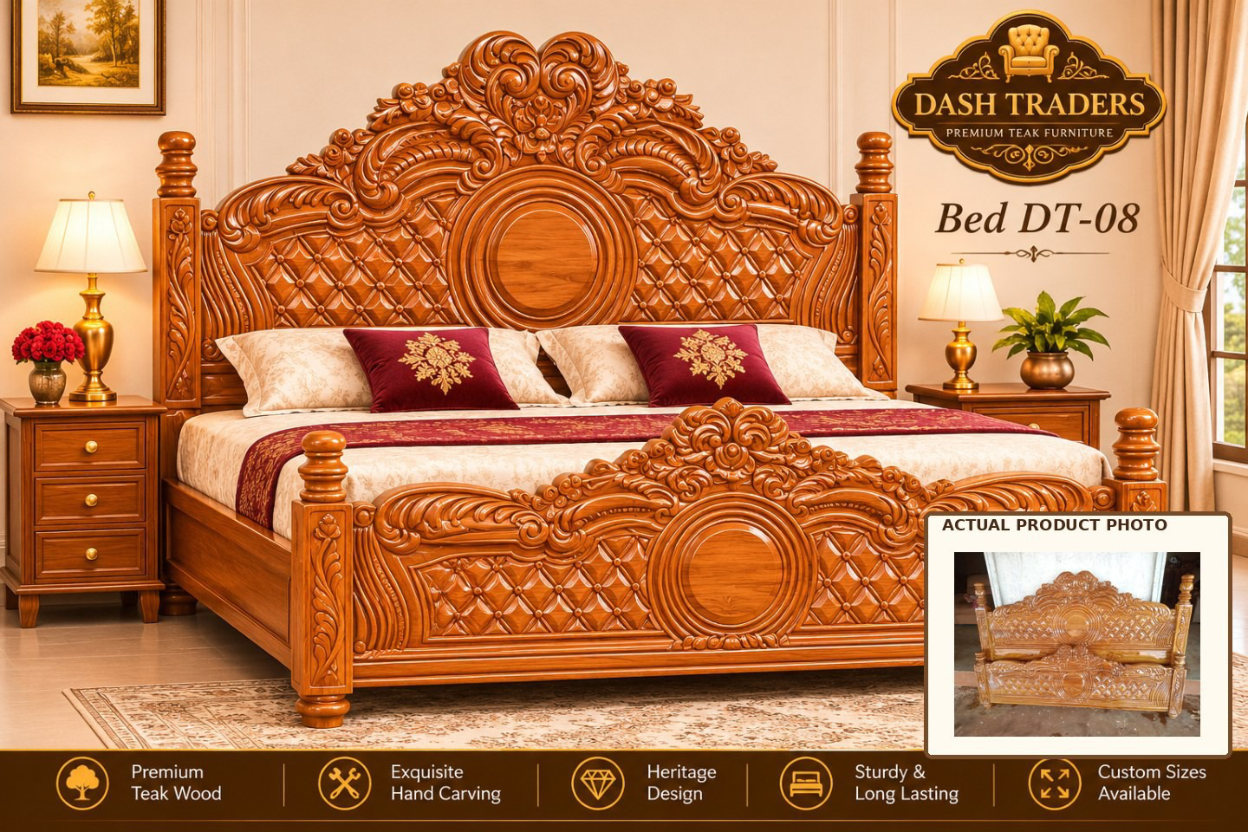 DASH TRADERS
PREMIUM TEAK FURNITURE
Bed DT-08
ACTUAL PRODUCT PHOTO
Premium
Teak Wood
Exquisite
Hand Carving
Heritage
Design
Sturdy &
Long Lasting
Custom Sizes
Available